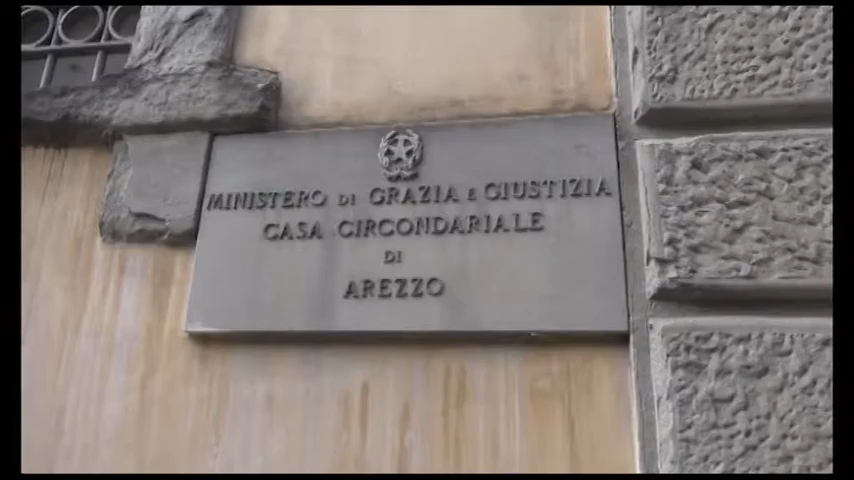 MINISTERO DI GRAZIA E GIUSTIZIA
CASA CIRCONDARIALE
DI
AREZZO